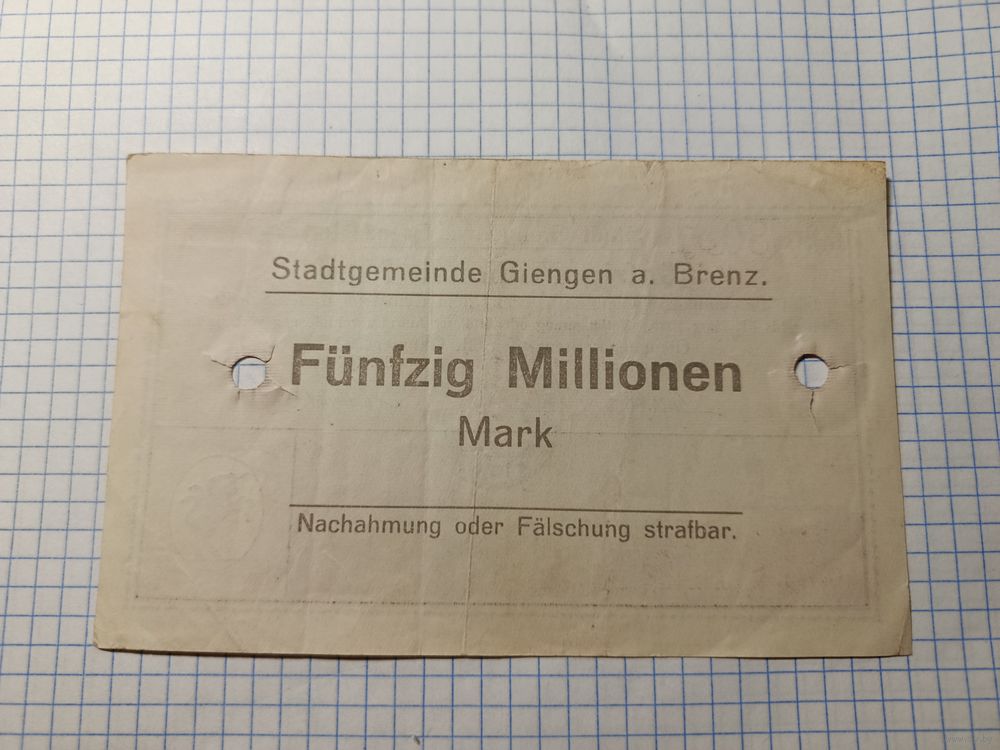 Stadtgemeinde Giengen a. Brenz.
Fünfzig Millionen
Mark
Nachahmung oder Fälschung strafbar.